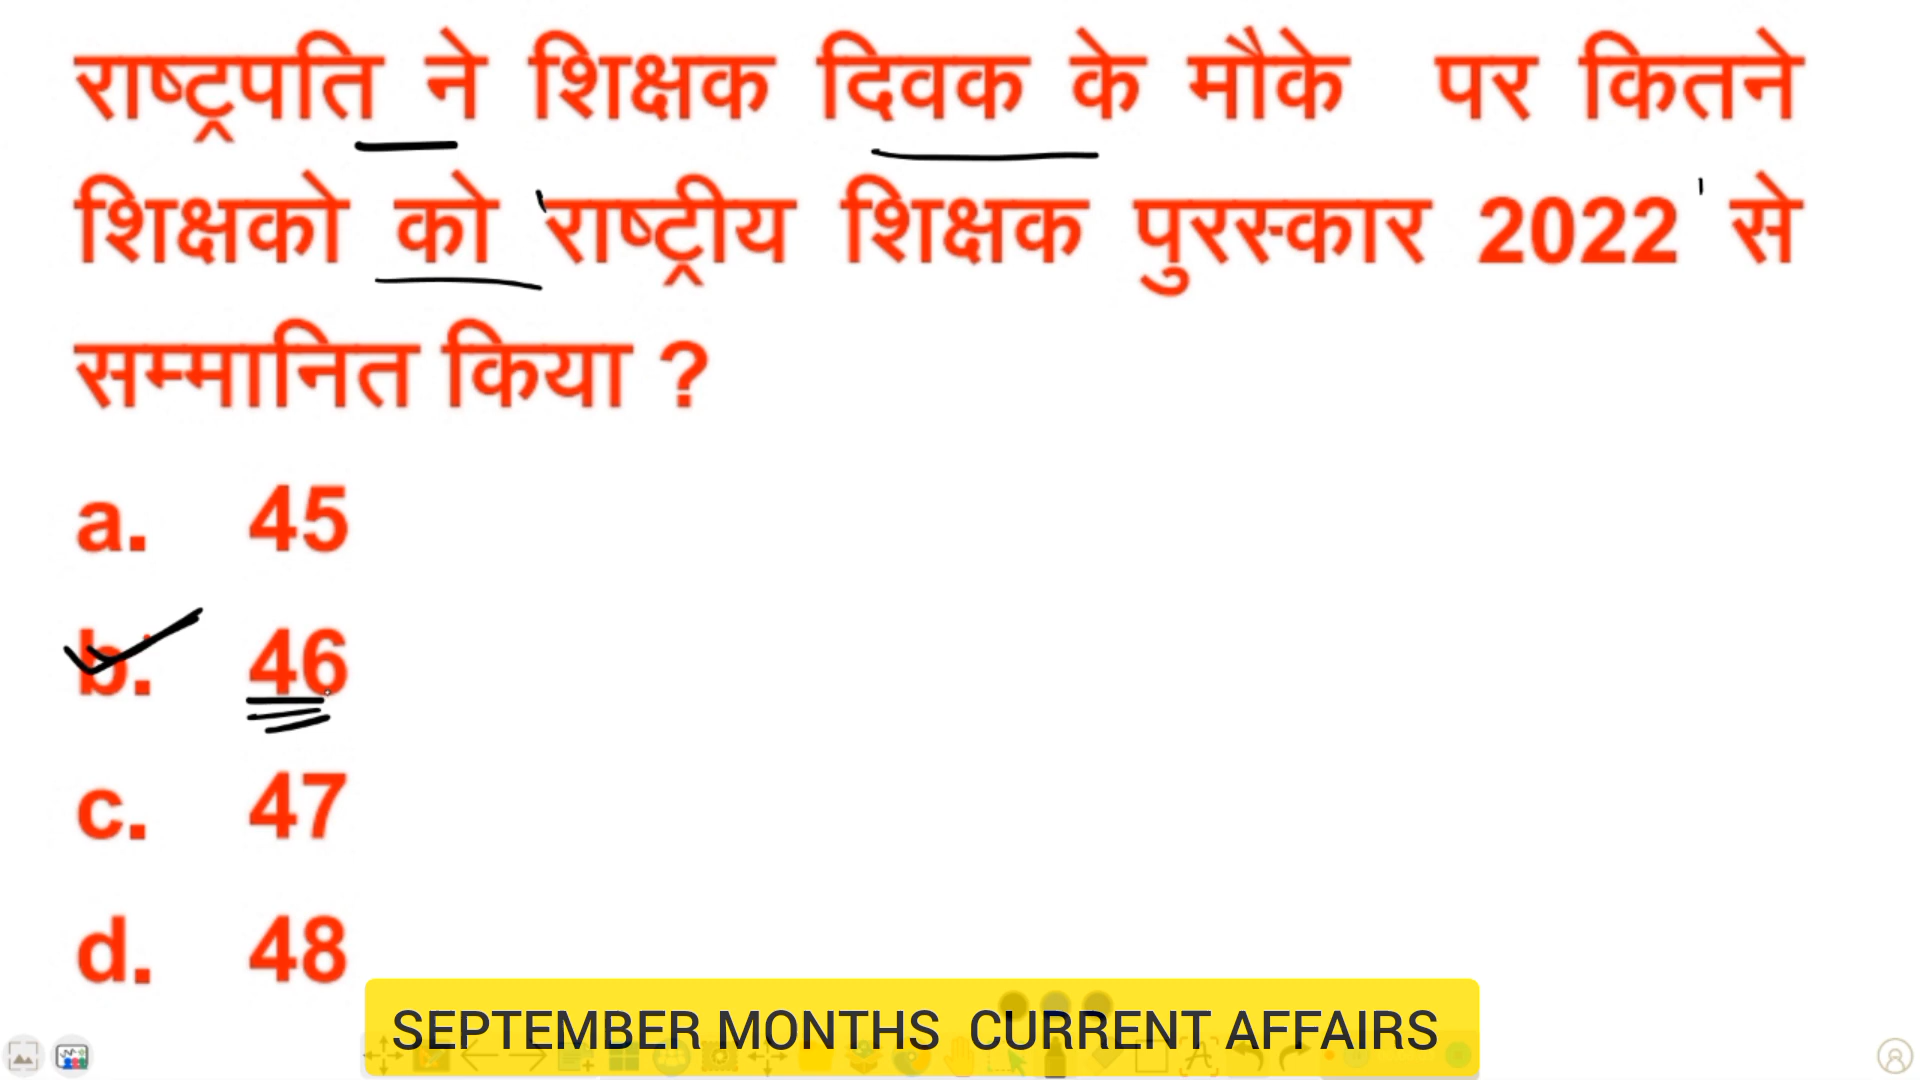 राष्ट्रपति ने शिक्षक दिवक के मौके पर कितने
शिक्षको को 'राष्ट्रीय शिक्षक पुरस्कार 2022' से
सम्मानित किया ?
a. 45
b. 46
c. 47
d. 48
SEPTEMBER MONTHS CURRENT AFFAIRS